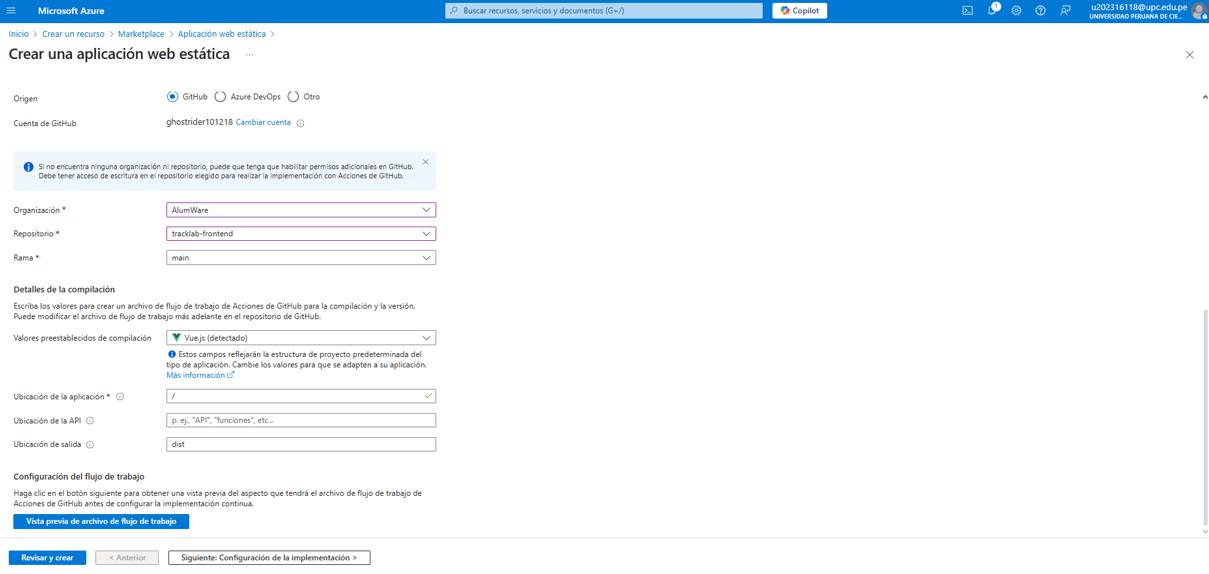 Microsoft Azure
Buscar recursos, servicios y documentos (G+/)
Copilot
1
u202316118@upc.edu.pe
UNIVERSIDAD PERUANA DE CIE...
Inicio > Crear un recurso > Marketplace > Aplicación web estática >
Crear una aplicación web estática ...
Origen
GitHub
Azure DevOps
Otro
Cuenta de GitHub
ghostrider101218 Cambiar cuenta
Si no encuentra ninguna organización ni repositorio, puede que tenga que habilitar permisos adicionales en GitHub.
Debe tener acceso de escritura en el repositorio elegido para realizar la implementación con Acciones de GitHub.
Organización *
AlumWare
Repositorio *
tracklab-frontend
Rama *
main
Detalles de la compilación
Escriba los valores para crear un archivo de flujo de trabajo de Acciones de GitHub para la compilación y la versión.
Puede modificar el archivo de flujo de trabajo más adelante en el repositorio de GitHub.
Valores preestablecidos de compilación
Vue.js (detectado)
Estos campos reflejarán la estructura de proyecto predeterminada del
tipo de aplicación. Cambie los valores para que se adapten a su aplicación.
Más información
Ubicación de la aplicación *
/
Ubicación de la API
p. ej., "API", "funciones", etc...
Ubicación de salida
dist
Configuración del flujo de trabajo
Haga clic en el botón siguiente para obtener una vista previa del aspecto que tendrá el archivo de flujo de trabajo de
Acciones de GitHub antes de configurar la implementación continua.
Vista previa de archivo de flujo de trabajo
Revisar y crear
< Anterior
Siguiente: Configuración de la implementación >